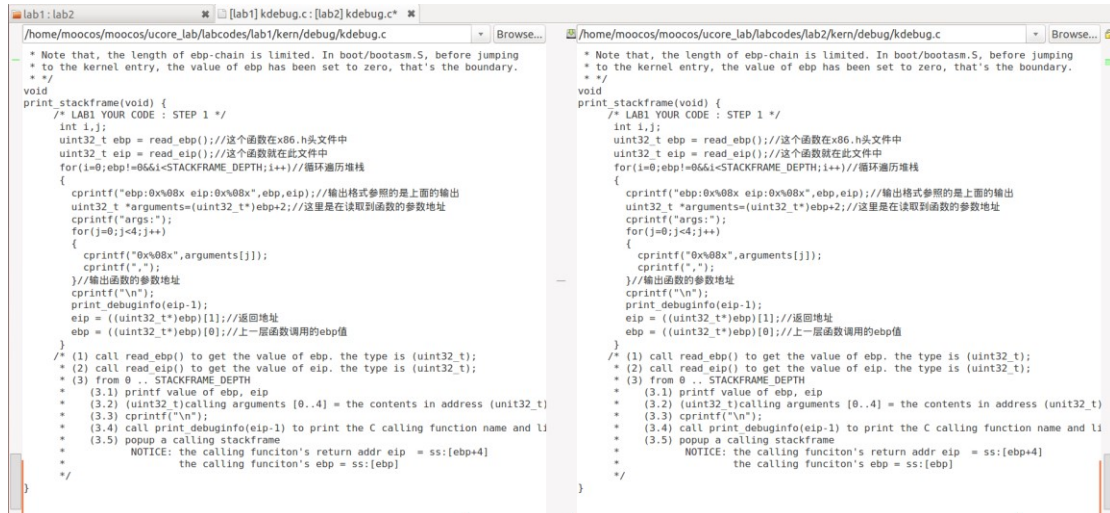 lab1 : lab2
[lab1] kdebug.c : [lab2] kdebug.c*
/home/moocos/moocos/ucore_lab/labcodes/lab1/kern/debug/kdebug.c
Browse...
* Note that, the length of ebp-chain is limited. In boot/bootasm.S, before jumping
* to the kernel entry, the value of ebp has been set to zero, that's the boundary.
* */
void
print_stackframe(void) {
/* LAB1 YOUR CODE : STEP 1 */
int i,j;
uint32_t ebp = read_ebp();//这个函数在x86.h头文件中
uint32_t eip = read_eip();//这个函数就在此文件中
for(i=0;ebp!=0&&i<STACKFRAME_DEPTH;i++)//循环遍历堆栈
{
cprintf("ebp:0x%08x eip:0x%08x",ebp,eip);//输出格式参照的是上面的输出
uint32_t *arguments=(uint32_t*)ebp+2;//这里是在读取到函数的参数地址
cprintf("args:");
for(j=0;j<4;j++)
{
cprintf("0x%08x",arguments[j]);
cprintf(",");
}//输出函数的参数地址
cprintf("\n");
print_debuginfo(eip-1);
eip = ((uint32_t*)ebp)[1];//返回地址
ebp = ((uint32_t*)ebp)[0];//上一层函数调用的ebp值
}
/* (1) call read_ebp() to get the value of ebp. the type is (uint32_t);
* (2) call read_eip() to get the value of eip. the type is (uint32_t);
* (3) from 0 .. STACKFRAME_DEPTH
* (3.1) printf value of ebp, eip
* (3.2) (uint32_t)calling arguments [0..4] = the contents in address (unit32_t)
* (3.3) cprintf("\n");
* (3.4) call print_debuginfo(eip-1) to print the C calling function name and li
* (3.5) popup a calling stackframe
* NOTICE: the calling funciton's return addr eip = ss:[ebp+4]
* the calling funciton's ebp = ss:[ebp]
*/
}
/home/moocos/moocos/ucore_lab/labcodes/lab2/kern/debug/kdebug.c
Browse...
* Note that, the length of ebp-chain is limited. In boot/bootasm.S, before jumping
* to the kernel entry, the value of ebp has been set to zero, that's the boundary.
* */
void
print_stackframe(void) {
/* LAB1 YOUR CODE : STEP 1 */
int i,j;
uint32_t ebp = read_ebp();//这个函数在x86.h头文件中
uint32_t eip = read_eip();//这个函数就在此文件中
for(i=0;ebp!=0&&i<STACKFRAME_DEPTH;i++)//循环遍历堆栈
{
cprintf("ebp:0x%08x eip:0x%08x",ebp,eip);//输出格式参照的是上面的输出
uint32_t *arguments=(uint32_t*)ebp+2;//这里是在读取到函数的参数地址
cprintf("args:");
for(j=0;j<4;j++)
{
cprintf("0x%08x",arguments[j]);
cprintf(",");
}//输出函数的参数地址
cprintf("\n");
print_debuginfo(eip-1);
eip = ((uint32_t*)ebp)[1];//返回地址
ebp = ((uint32_t*)ebp)[0];//上一层函数调用的ebp值
}
/* (1) call read_ebp() to get the value of ebp. the type is (uint32_t);
* (2) call read_eip() to get the value of eip. the type is (uint32_t);
* (3) from 0 .. STACKFRAME_DEPTH
* (3.1) printf value of ebp, eip
* (3.2) (uint32_t)calling arguments [0..4] = the contents in address (unit32_t)
* (3.3) cprintf("\n");
* (3.4) call print_debuginfo(eip-1) to print the C calling function name and li
* (3.5) popup a calling stackframe
* NOTICE: the calling funciton's return addr eip = ss:[ebp+4]
* the calling funciton's ebp = ss:[ebp]
*/
}